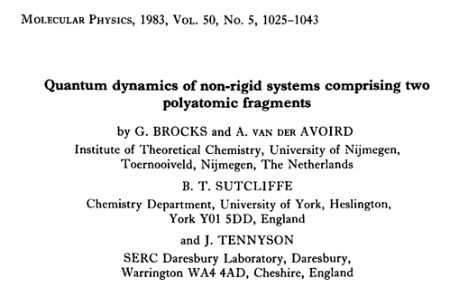 MOLECULAR PHYSICS, 1983, VOL. 50, NO. 5, 1025–1043
Quantum dynamics of non-rigid systems comprising two
polyatomic fragments
by G. BROCKS and A. VAN DER AVOIRD
Institute of Theoretical Chemistry, University of Nijmegen,
Toernooiveld, Nijmegen, The Netherlands
B. T. SUTCLIFFE
Chemistry Department, University of York, Heslington,
York Y01 5DD, England
and J. TENNYSON
SERC Daresbury Laboratory, Daresbury,
Warrington WA4 4AD, Cheshire, England